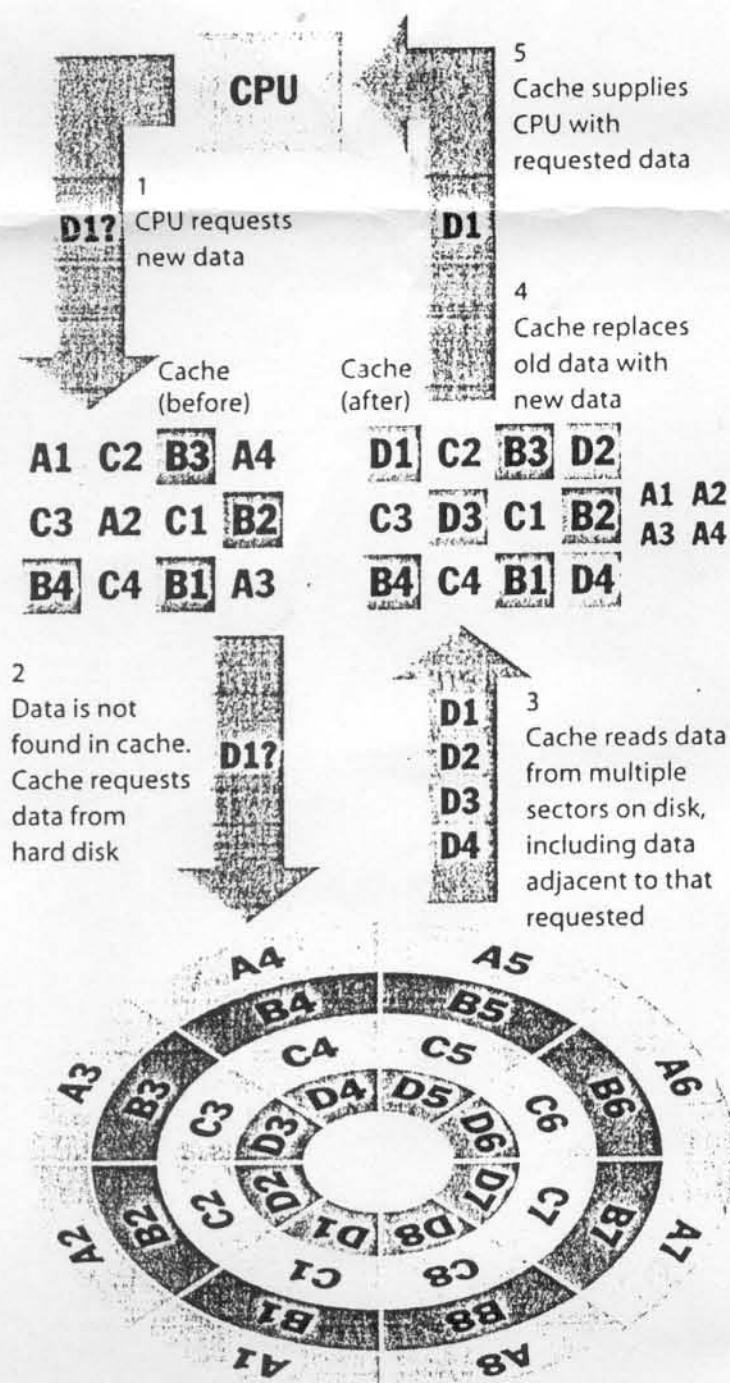 CPU
5
Cache supplies
CPU with
requested data
1
D1? CPU requests
new data
D1
4
Cache replaces
old data with
new data
Cache
(before)
Cache
(after)
A1 C2 B3 A4
C3 A2 C1 B2
B4 C4 B1 A3
D1 C2 B3 D2
C3 D3 C1 B2
B4 C4 B1 D4
A1 A2
A3 A4
2
Data is not
found in cache.
Cache requests
data from
hard disk
D1?
D1
D2
D3
D4
3
Cache reads data
from multiple
sectors on disk,
including data
adjacent to that
requested
A4 A5
B4 B5
A3 B3 C3 C4 C5 C6 B6 A6
D3 D4 D5 D6
A2 B2 C2 D2 D1 D8 D7 C7 B7 A7
C1 C8
B1 B8
A1 A8